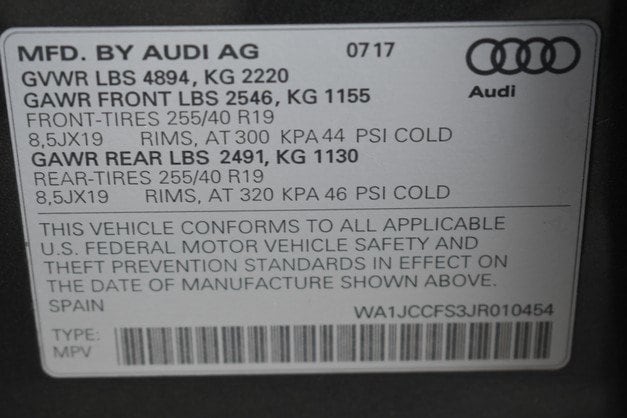 MFD. BY AUDI AG 0717
GVWR LBS 4894, KG 2220
GAWR FRONT LBS 2546, KG 1155
Audi
FRONT-TIRES 255/40 R19
8,5JX19 RIMS, AT 300 KPA 44 PSI COLD
GAWR REAR LBS 2491, KG 1130
REAR-TIRES 255/40 R19
8,5JX19 RIMS, AT 320 KPA 46 PSI COLD
THIS VEHICLE CONFORMS TO ALL APPLICABLE
U.S. FEDERAL MOTOR VEHICLE SAFETY AND
THEFT PREVENTION STANDARDS IN EFFECT ON
THE DATE OF MANUFACTURE SHOWN ABOVE.
SPAIN WA1JCCFS3JR010454
TYPE:
MPV